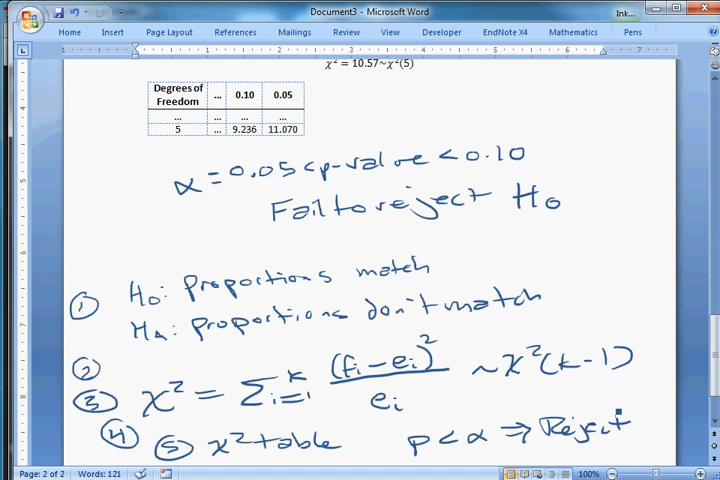 Document3 - Microsoft Word
Ink...
Home Insert Page Layout References Mailings Review View Developer EndNote X4 Mathematics Pens
χ² = 10.57~χ²(5)
Degrees of Freedom ... 0.10 0.05
... ... ... ...
5 ... 9.236 11.070
α = 0.05 < p-value < 0.10
Fail to reject H₀
① H₀: proportions match
Hₐ: proportions don't match
②
③ χ² = Σᵢ₌₁ᵏ (fᵢ - eᵢ)² / eᵢ ~ χ²(k-1)
④ ⑤ χ² table p < α ⇒ Reject
Page: 2 of 2 Words: 121 100%